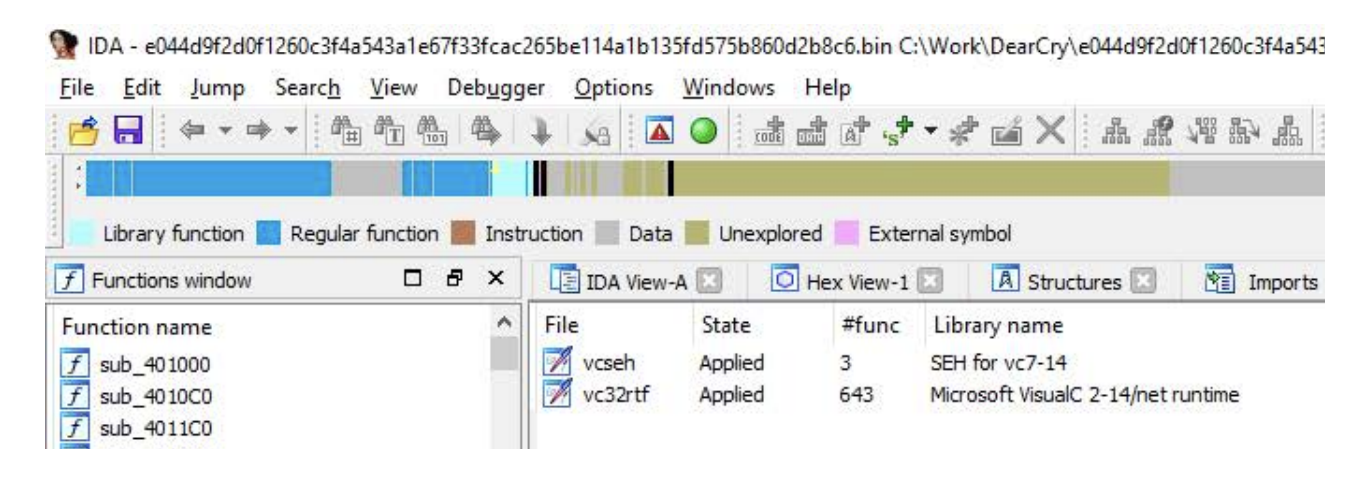 IDA - e044d9f2d0f1260c3f4a543a1e67f33fcac265be114a1b135fd575b860d2b8c6.bin C:\Work\DearCry\e044d9f2d0f1260c3f4a543
File Edit Jump Search View Debugger Options Windows Help
Library function Regular function Instruction Data Unexplored External symbol
Functions window IDA View-A Hex View-1 Structures Imports
Function name File State #func Library name
sub_401000 vcseh Applied 3 SEH for vc7-14
sub_4010C0 vc32rtf Applied 643 Microsoft VisualC 2-14/net runtime
sub_4011C0